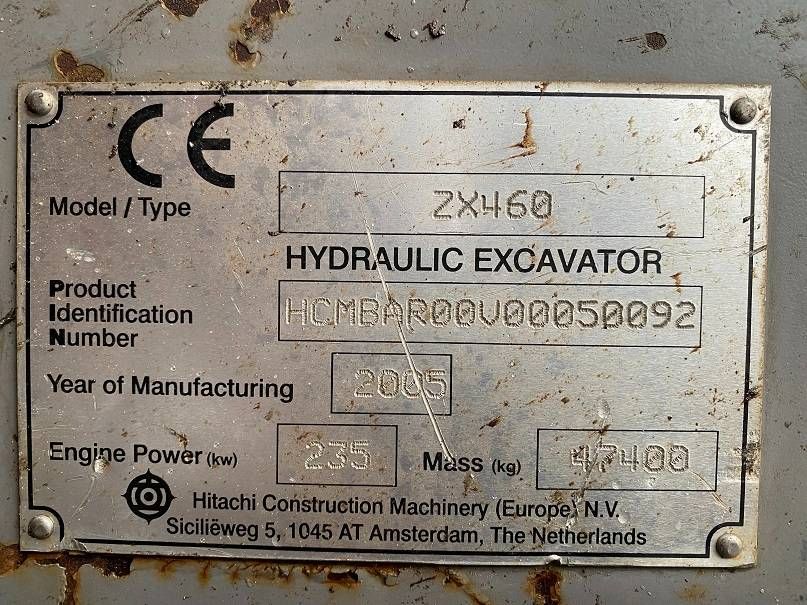 CE
Model / Type ZX460
HYDRAULIC EXCAVATOR
Product
Identification HCMBAR00V00050092
Number
Year of Manufacturing 2005
Engine Power (kw) 235 Mass (kg) 47400
Hitachi Construction Machinery (Europe) N.V.
Siciliëweg 5, 1045 AT Amsterdam, The Netherlands